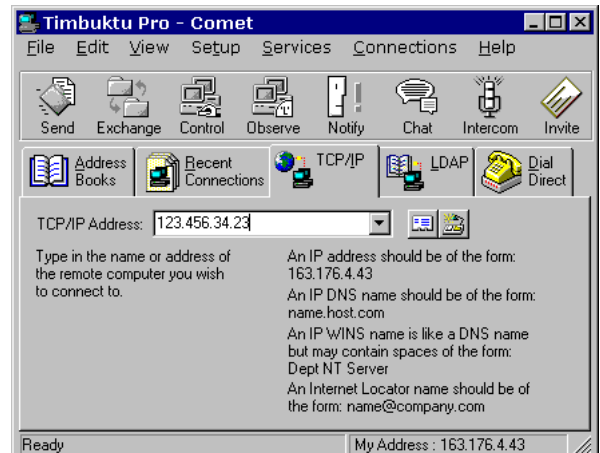 Timbuktu Pro - Comet
File Edit View Setup Services Connections Help
Send Exchange Control Observe Notify Chat Intercom Invite
Address Books
Recent Connections
TCP/IP
LDAP
Dial Direct
TCP/IP Address: 123.456.34.23
Type in the name or address of
the remote computer you wish
to connect to.
An IP address should be of the form:
163.176.4.43
An IP DNS name should be of the form:
name.host.com
An IP WINS name is like a DNS name
but may contain spaces of the form:
Dept NT Server
An Internet Locator name should be of
the form: name@company.com
Ready
My Address : 163.176.4.43